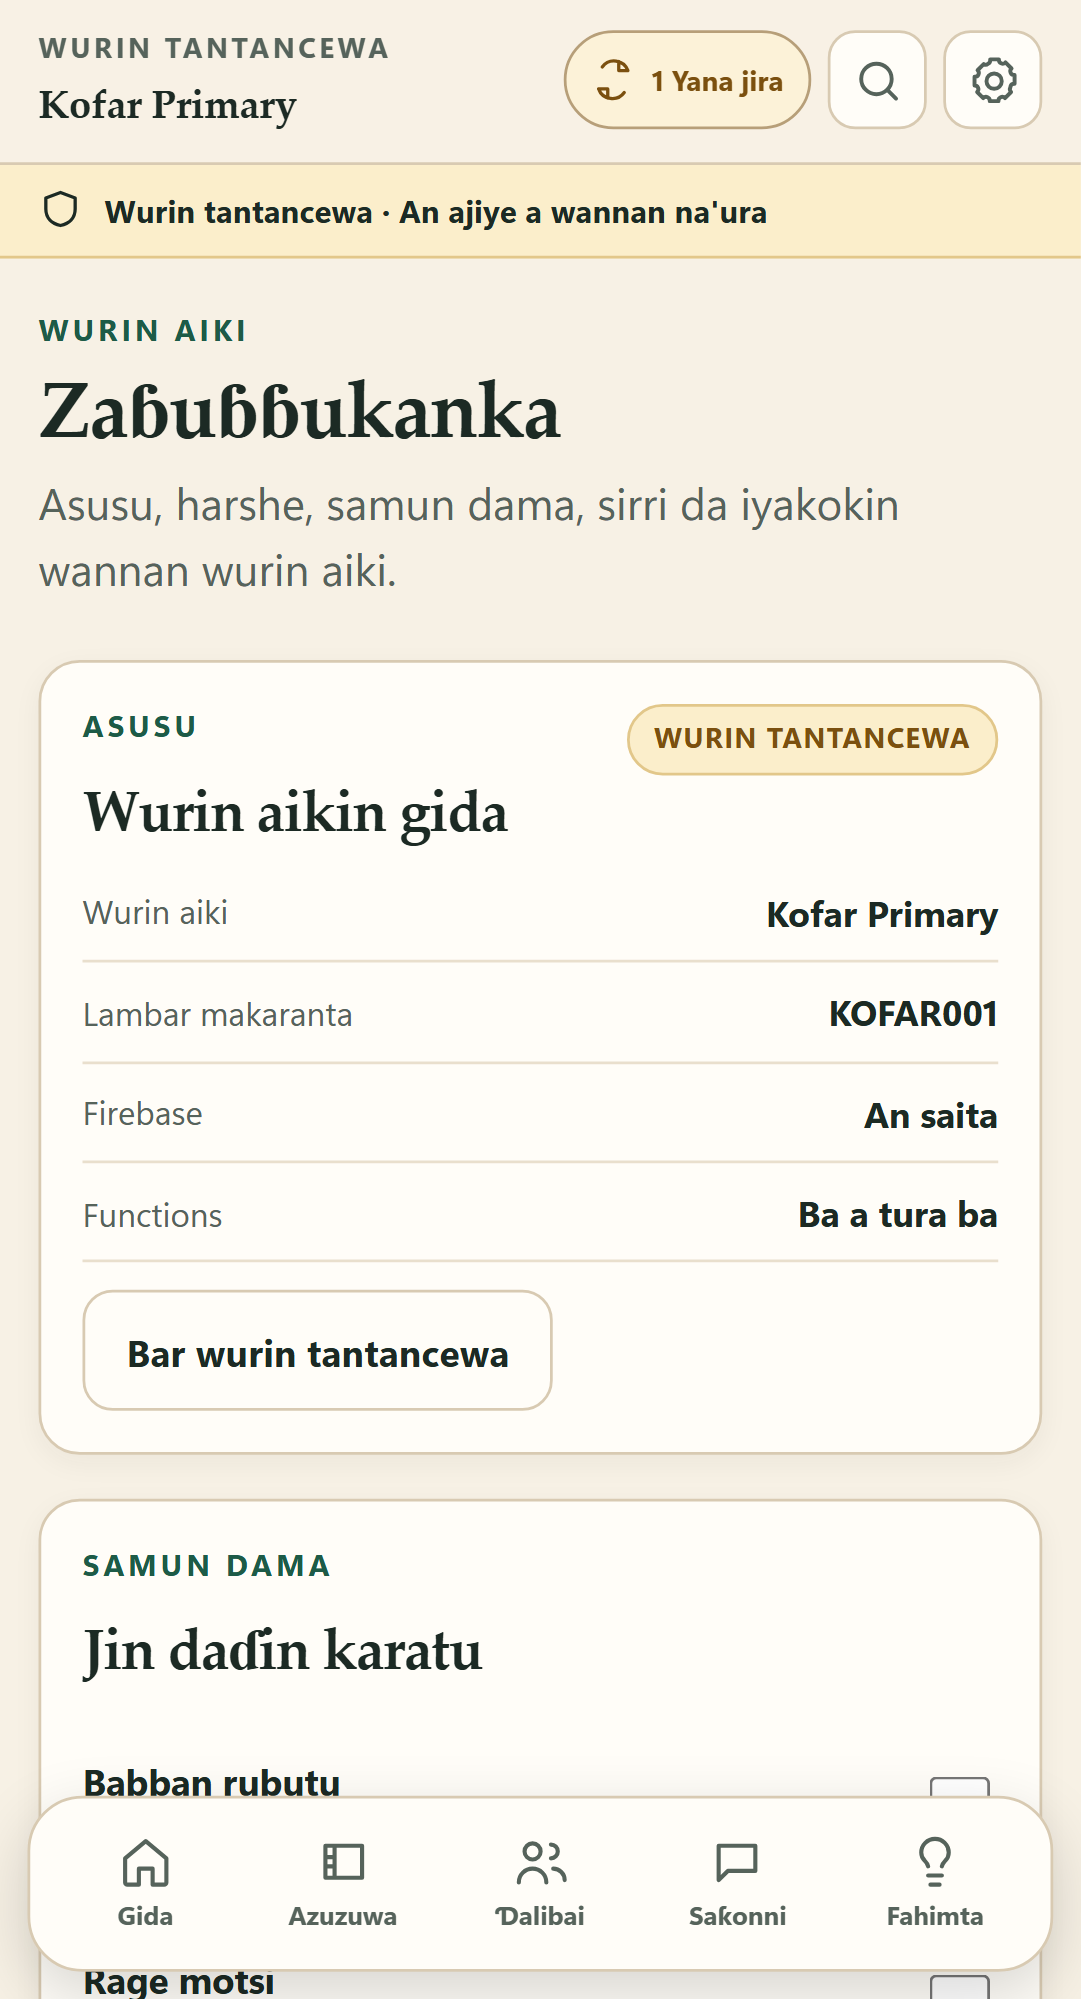 WURIN TANTANCEWA
Kofar Primary
1 Yana jira
Wurin tantancewa · An ajiye a wannan na'ura
WURIN AIKI
Zaɓuɓɓukanka
Asusu, harshe, samun dama, sirri da iyakokin
wannan wurin aiki.
ASUSU
WURIN TANTANCEWA
Wurin aikin gida
Wurin aiki
Kofar Primary
Lambar makaranta
KOFAR001
Firebase
An saita
Functions
Ba a tura ba
Bar wurin tantancewa
SAMUN DAMA
Jin daɗin karatu
Babban rubutu
Gida
Azuzuwa
Ɗalibai
Saƙonni
Fahimta
Rage motsi